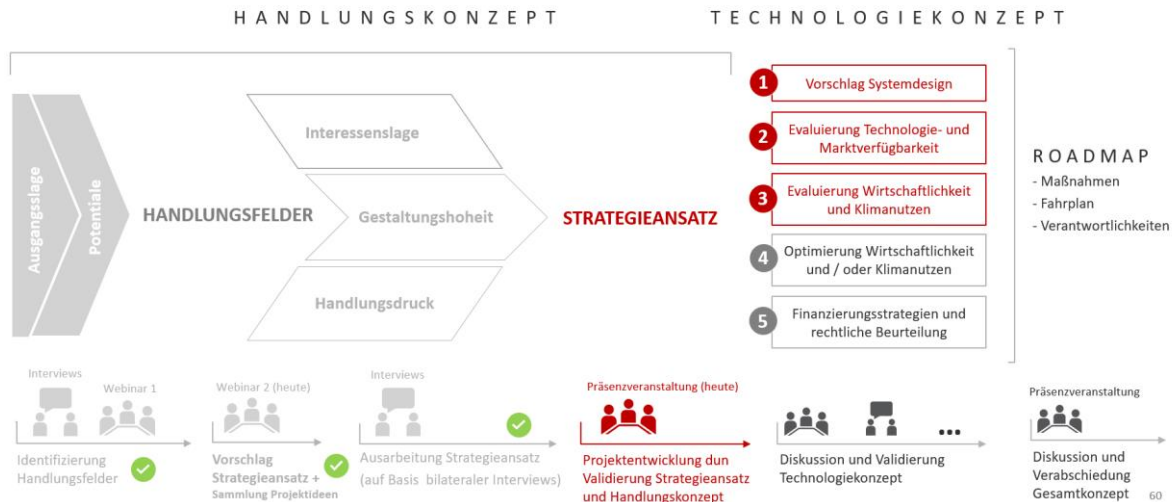 HANDLUNGSKONZEPT
TECHNOLOGIEKONZEPT
Ausgangsslage
Potentiale
HANDLUNGSFELDER
Interessenslage
Gestaltungshoheit
Handlungsdruck
STRATEGIEANSATZ
1
Vorschlag Systemdesign
2
Evaluierung Technologie- und
Marktverfügbarkeit
3
Evaluierung Wirtschaftlichkeit
und Klimanutzen
4
Optimierung Wirtschaftlichkeit
und / oder Klimanutzen
5
Finanzierungsstrategien und
rechtliche Beurteilung
ROADMAP
- Maßnahmen
- Fahrplan
- Verantwortlichkeiten
Interviews
Webinar 1
Identifizierung
Handlungsfelder
Webinar 2 (heute)
Vorschlag
Strategieansatz +
Sammlung Projektideen
Interviews
Ausarbeitung Strategieansatz
(auf Basis bilateraler Interviews)
Präsenzveranstaltung (heute)
Projektentwicklung dun
Validierung Strategieansatz
und Handlungskonzept
...
Diskussion und Validierung
Technologiekonzept
Präsenzveranstaltung
Diskussion und
Verabschiedung
Gesamtkonzept
60